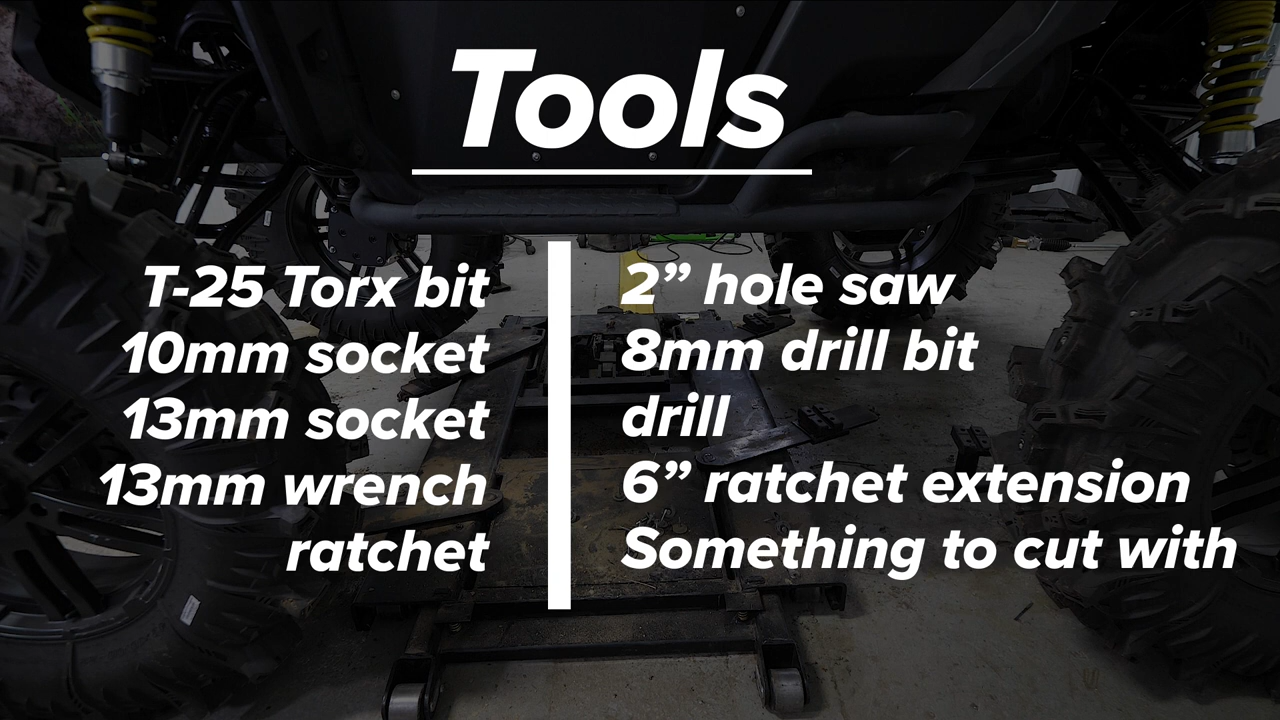 Tools
T-25 Torx bit
10mm socket
13mm socket
13mm wrench
ratchet
2” hole saw
8mm drill bit
drill
6” ratchet extension
Something to cut with